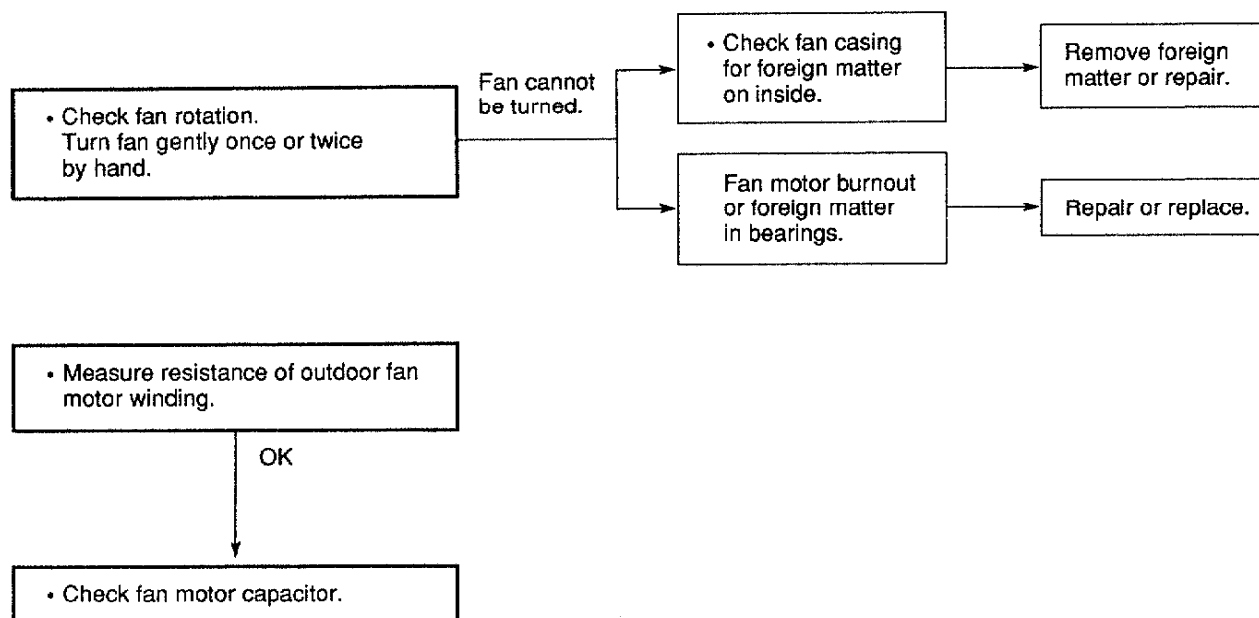 • Check fan rotation.
Turn fan gently once or twice
by hand.
Fan cannot
be turned.
• Check fan casing
for foreign matter
on inside.
Remove foreign
matter or repair.
Fan motor burnout
or foreign matter
in bearings.
Repair or replace.
• Measure resistance of outdoor fan
motor winding.
OK
• Check fan motor capacitor.